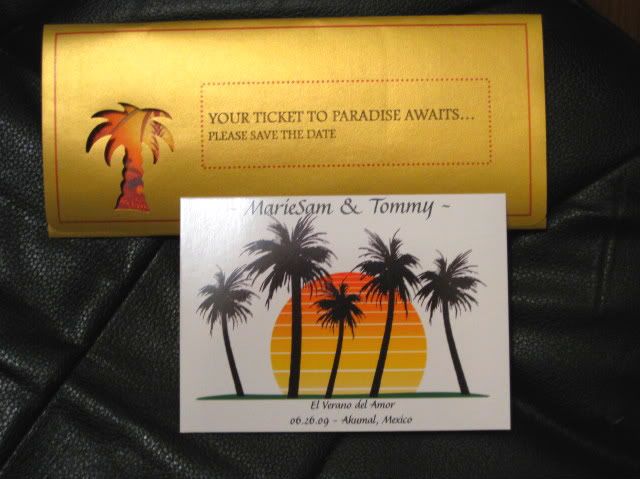 YOUR TICKET TO PARADISE AWAITS...
PLEASE SAVE THE DATE
~ MarieSam & Tommy ~
El Verano del Amor
06.26.09 - Akumal, Mexico